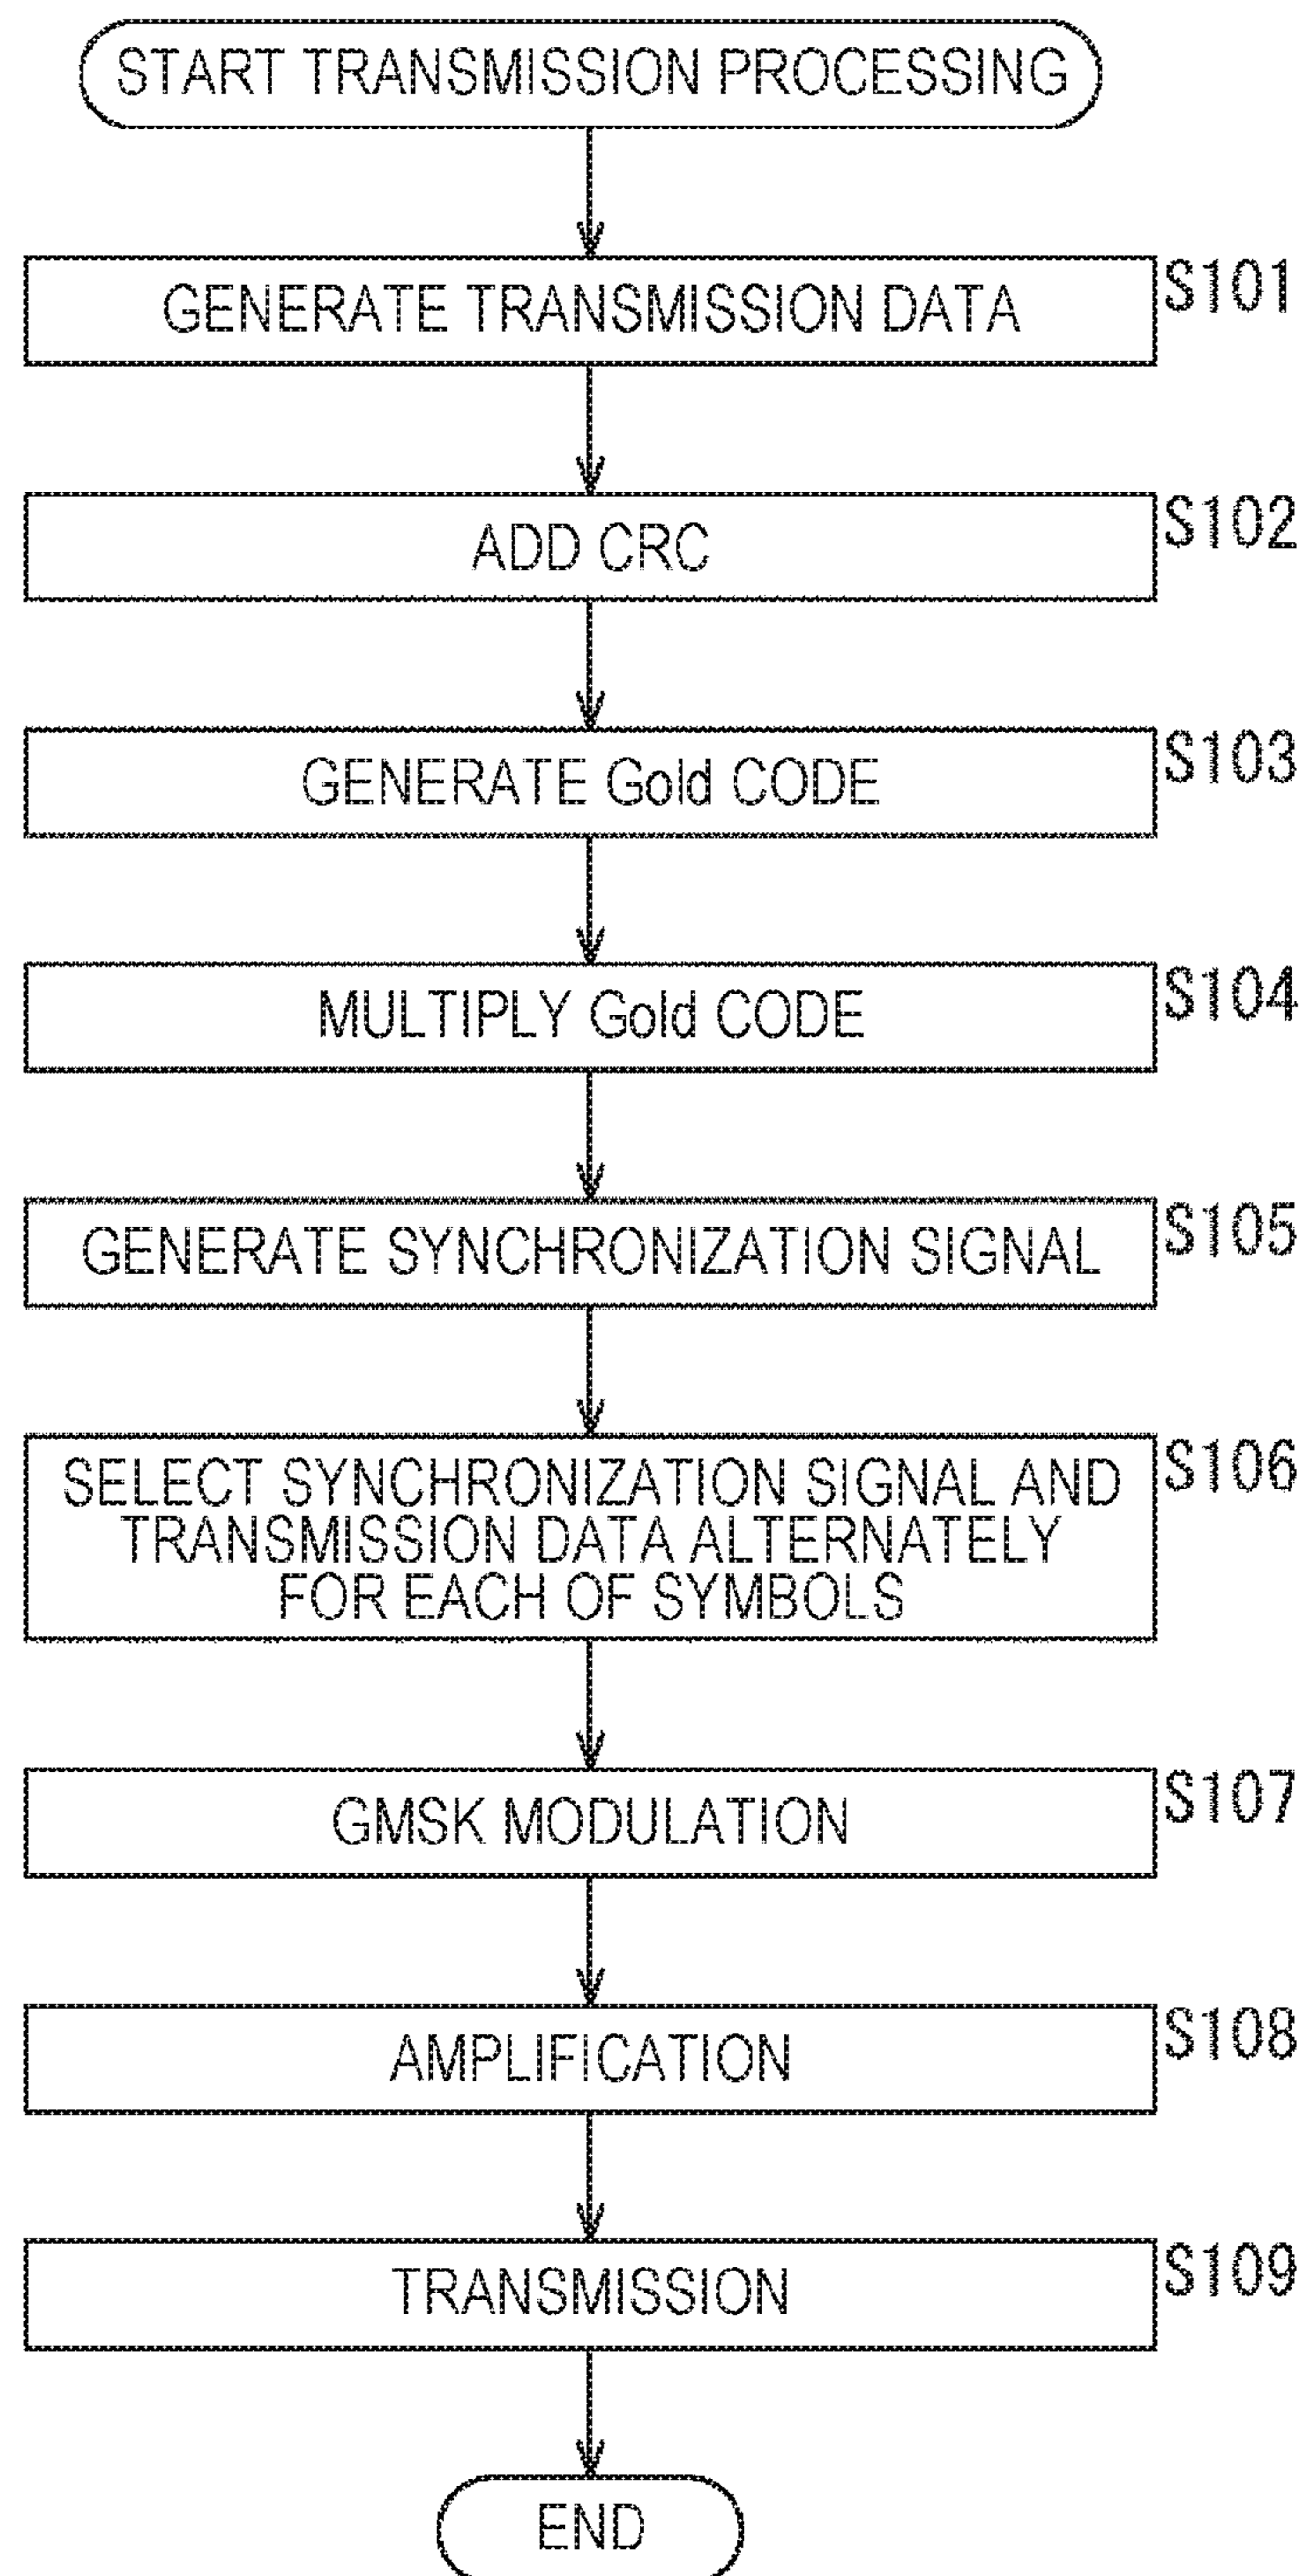 START TRANSMISSION PROCESSING
GENERATE TRANSMISSION DATA
S101
ADD CRC
S102
GENERATE Gold CODE
S103
MULTIPLY Gold CODE
S104
GENERATE SYNCHRONIZATION SIGNAL
S105
SELECT SYNCHRONIZATION SIGNAL AND
TRANSMISSION DATA ALTERNATELY
FOR EACH OF SYMBOLS
S106
GMSK MODULATION
S107
AMPLIFICATION
S108
TRANSMISSION
S109
END